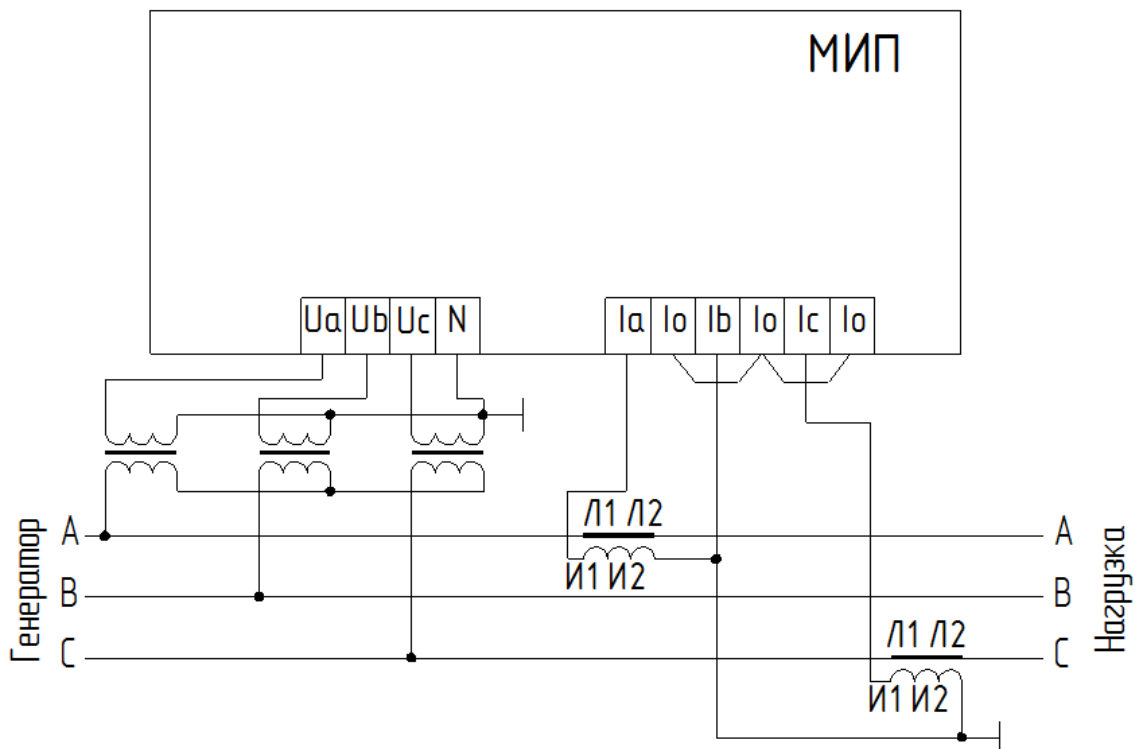 МИП
Ua Ub Uc N Ia Io Ib Io Ic Io
Л1 Л2
Генератор
A A
И1 И2
B B
Нагрузка
Л1 Л2
C C
И1 И2